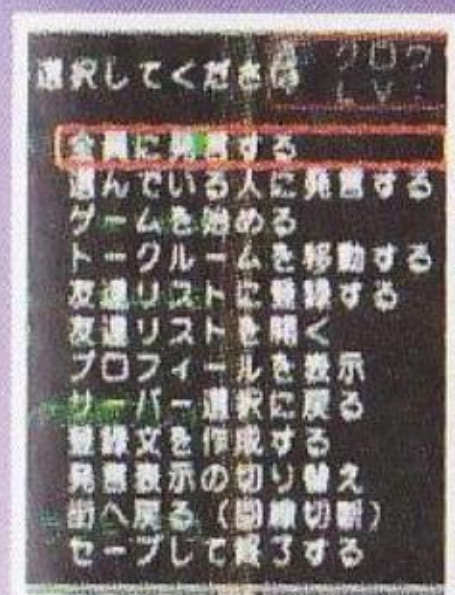 クロウ
選択してください
LV:
全員に発言する
選んでいる人に発言する
ゲームを始める
トークルームを移動する
友達リストに登録する
友達リストを開く
プロフィールを表示
サーバー選択に戻る
登録文を作成する
発言表示の切り替え
街へ戻る（回線切断）
セーブして終了する